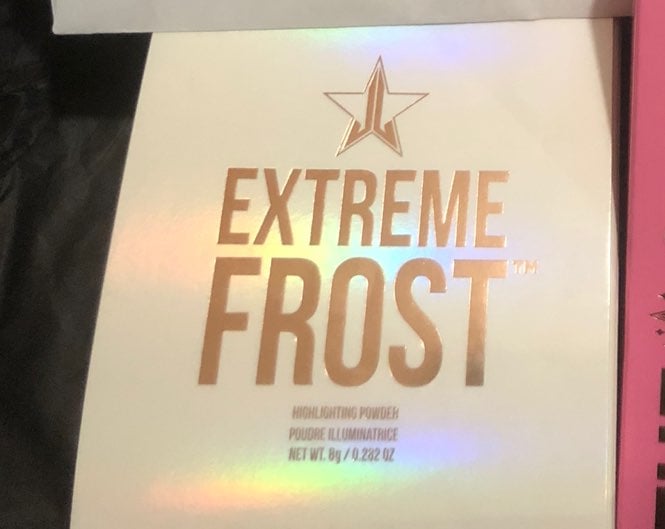 EXTREME
FROST™
HIGHLIGHTING POWDER
POUDRE ILLUMINATRICE
NET WT. 8g / 0.282 OZ